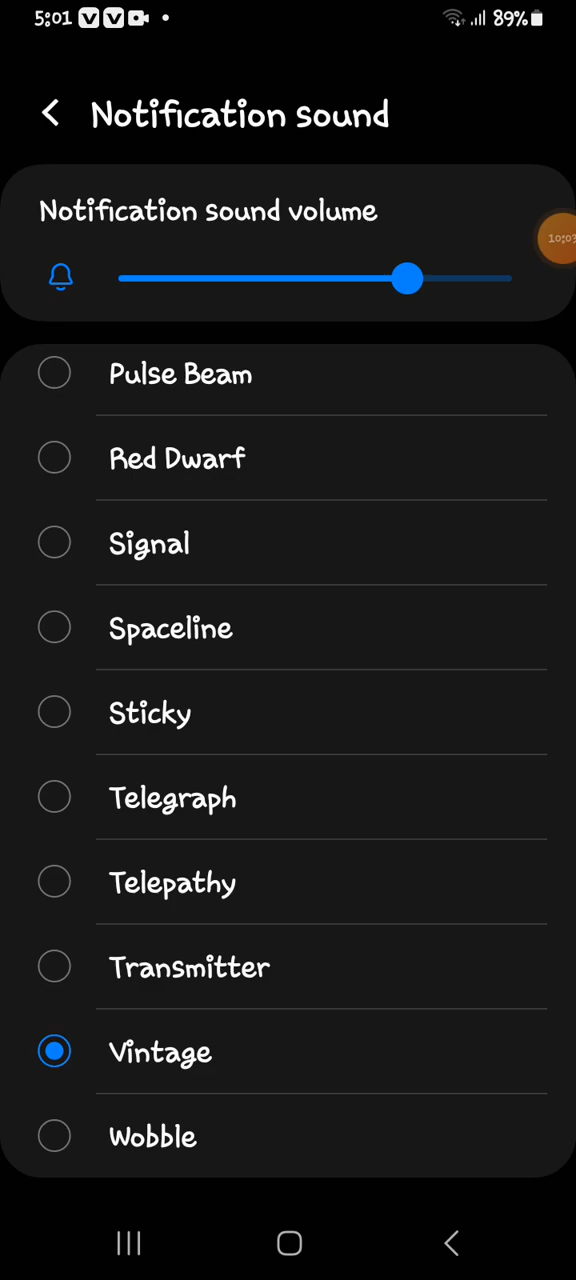 5:01 89%
Notification sound
Notification sound volume
Pulse Beam
Red Dwarf
Signal
Spaceline
Sticky
Telegraph
Telepathy
Transmitter
Vintage
Wobble